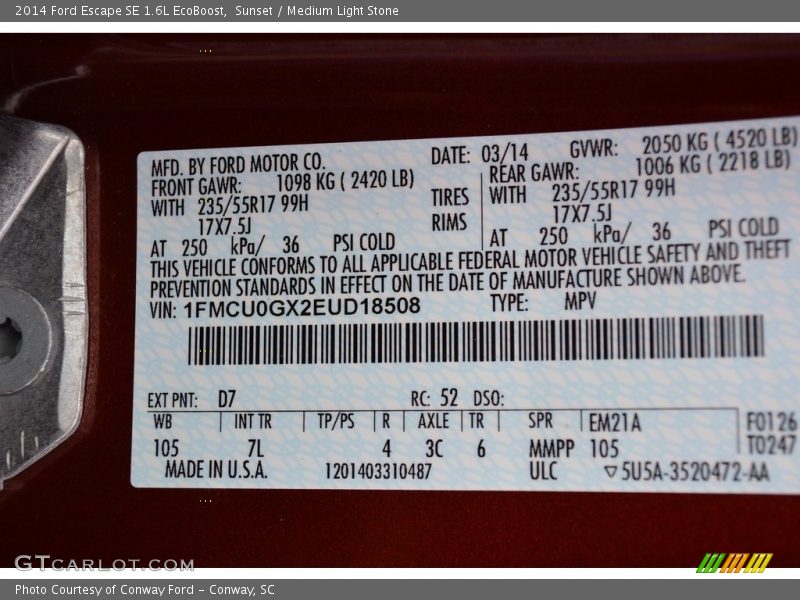 2014 Ford Escape SE 1.6L EcoBoost, Sunset / Medium Light Stone
MFD. BY FORD MOTOR CO. DATE: 03/14 GVWR: 2050 KG ( 4520 LB)
FRONT GAWR: 1098 KG ( 2420 LB) REAR GAWR: 1006 KG ( 2218 LB)
WITH 235/55R17 99H TIRES WITH 235/55R17 99H
17X7.5J RIMS 17X7.5J
AT 250 kPa/ 36 PSI COLD AT 250 kPa/ 36 PSI COLD
THIS VEHICLE CONFORMS TO ALL APPLICABLE FEDERAL MOTOR VEHICLE SAFETY AND THEFT
PREVENTION STANDARDS IN EFFECT ON THE DATE OF MANUFACTURE SHOWN ABOVE.
VIN: 1FMCU0GX2EUD18508 TYPE: MPV
EXT PNT: D7 RC: 52 DSO:
WB INT TR TP/PS R AXLE TR SPR EM21A F0126
105 7L 4 3C 6 MMPP 105 T0247
MADE IN U.S.A. 1201403310487 ULC ▽5U5A-3520472-AA
GTCARLOT.COM
Photo Courtesy of Conway Ford - Conway, SC